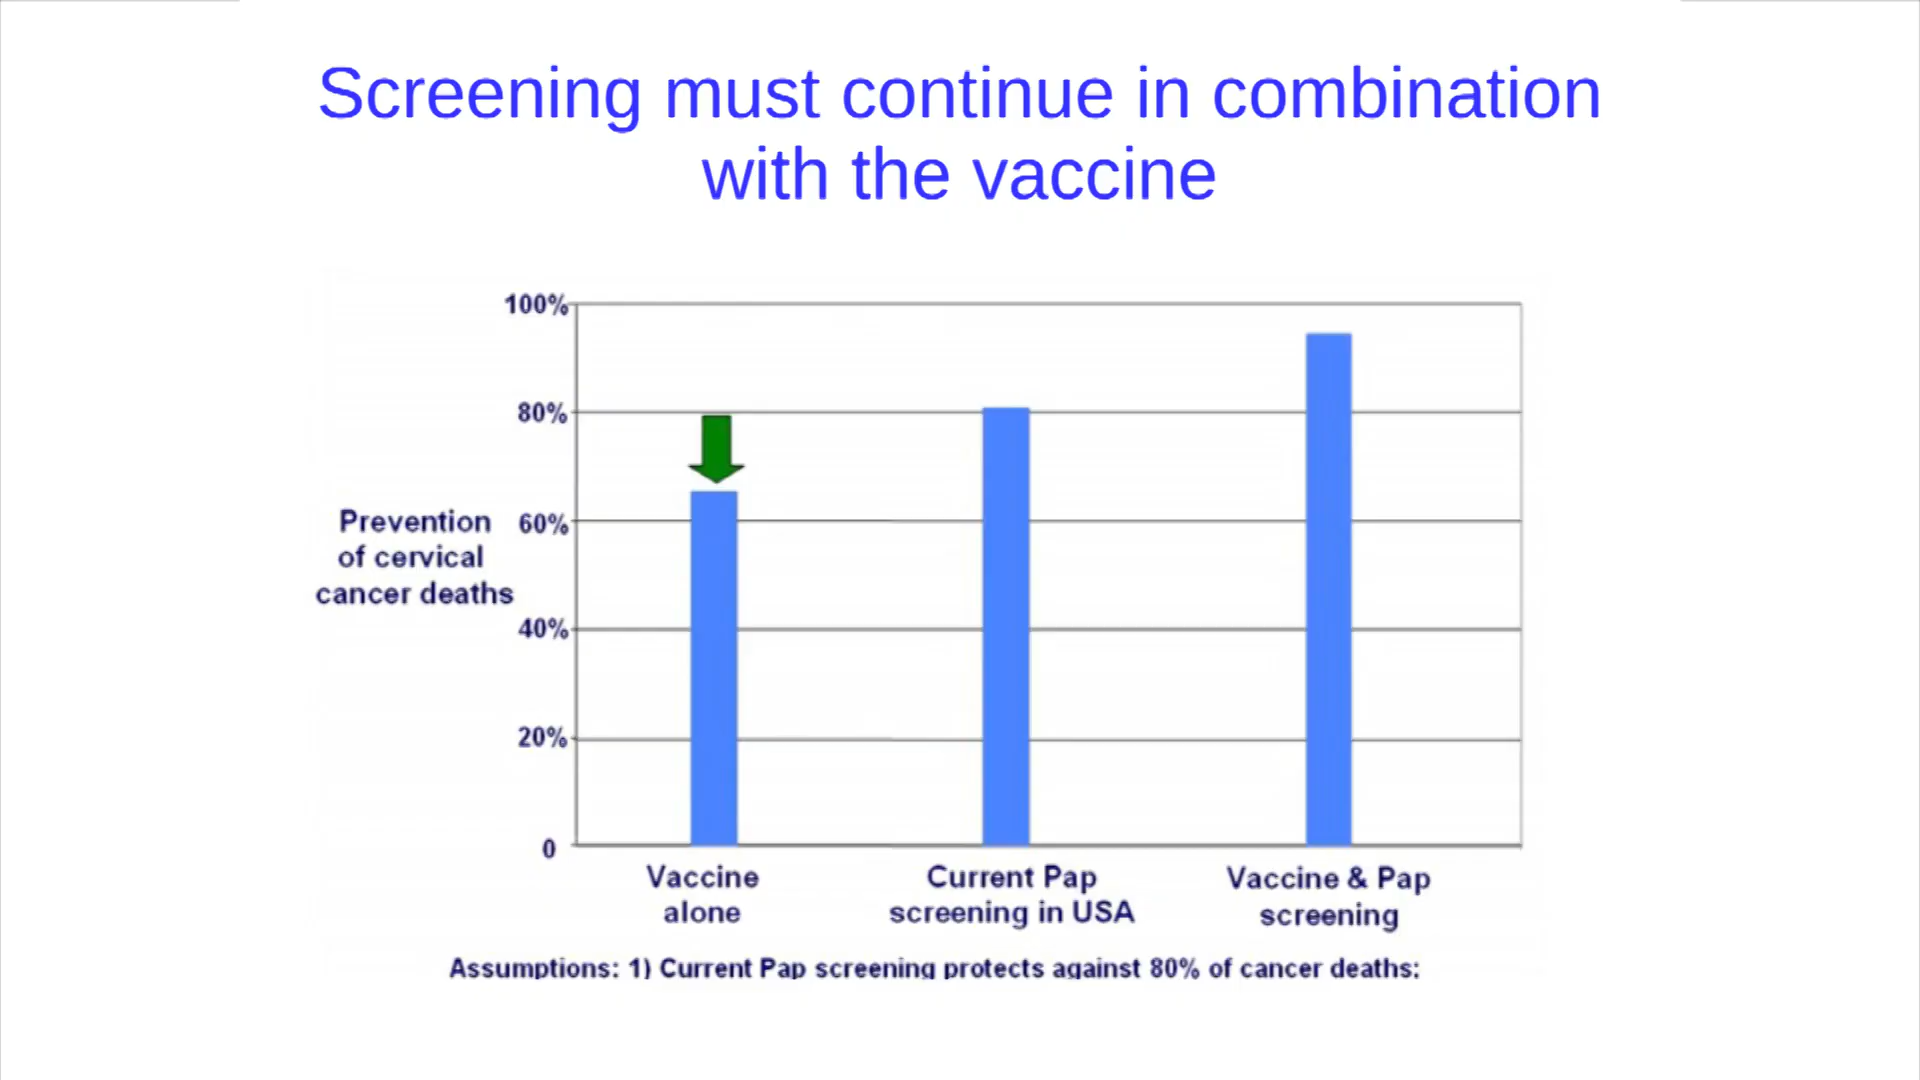 Screening must continue in combination
with the vaccine
100%
80%
60%
40%
20%
0
Prevention
of cervical
cancer deaths
Vaccine
alone
Current Pap
screening in USA
Vaccine & Pap
screening
Assumptions: 1) Current Pap screening protects against 80% of cancer deaths: